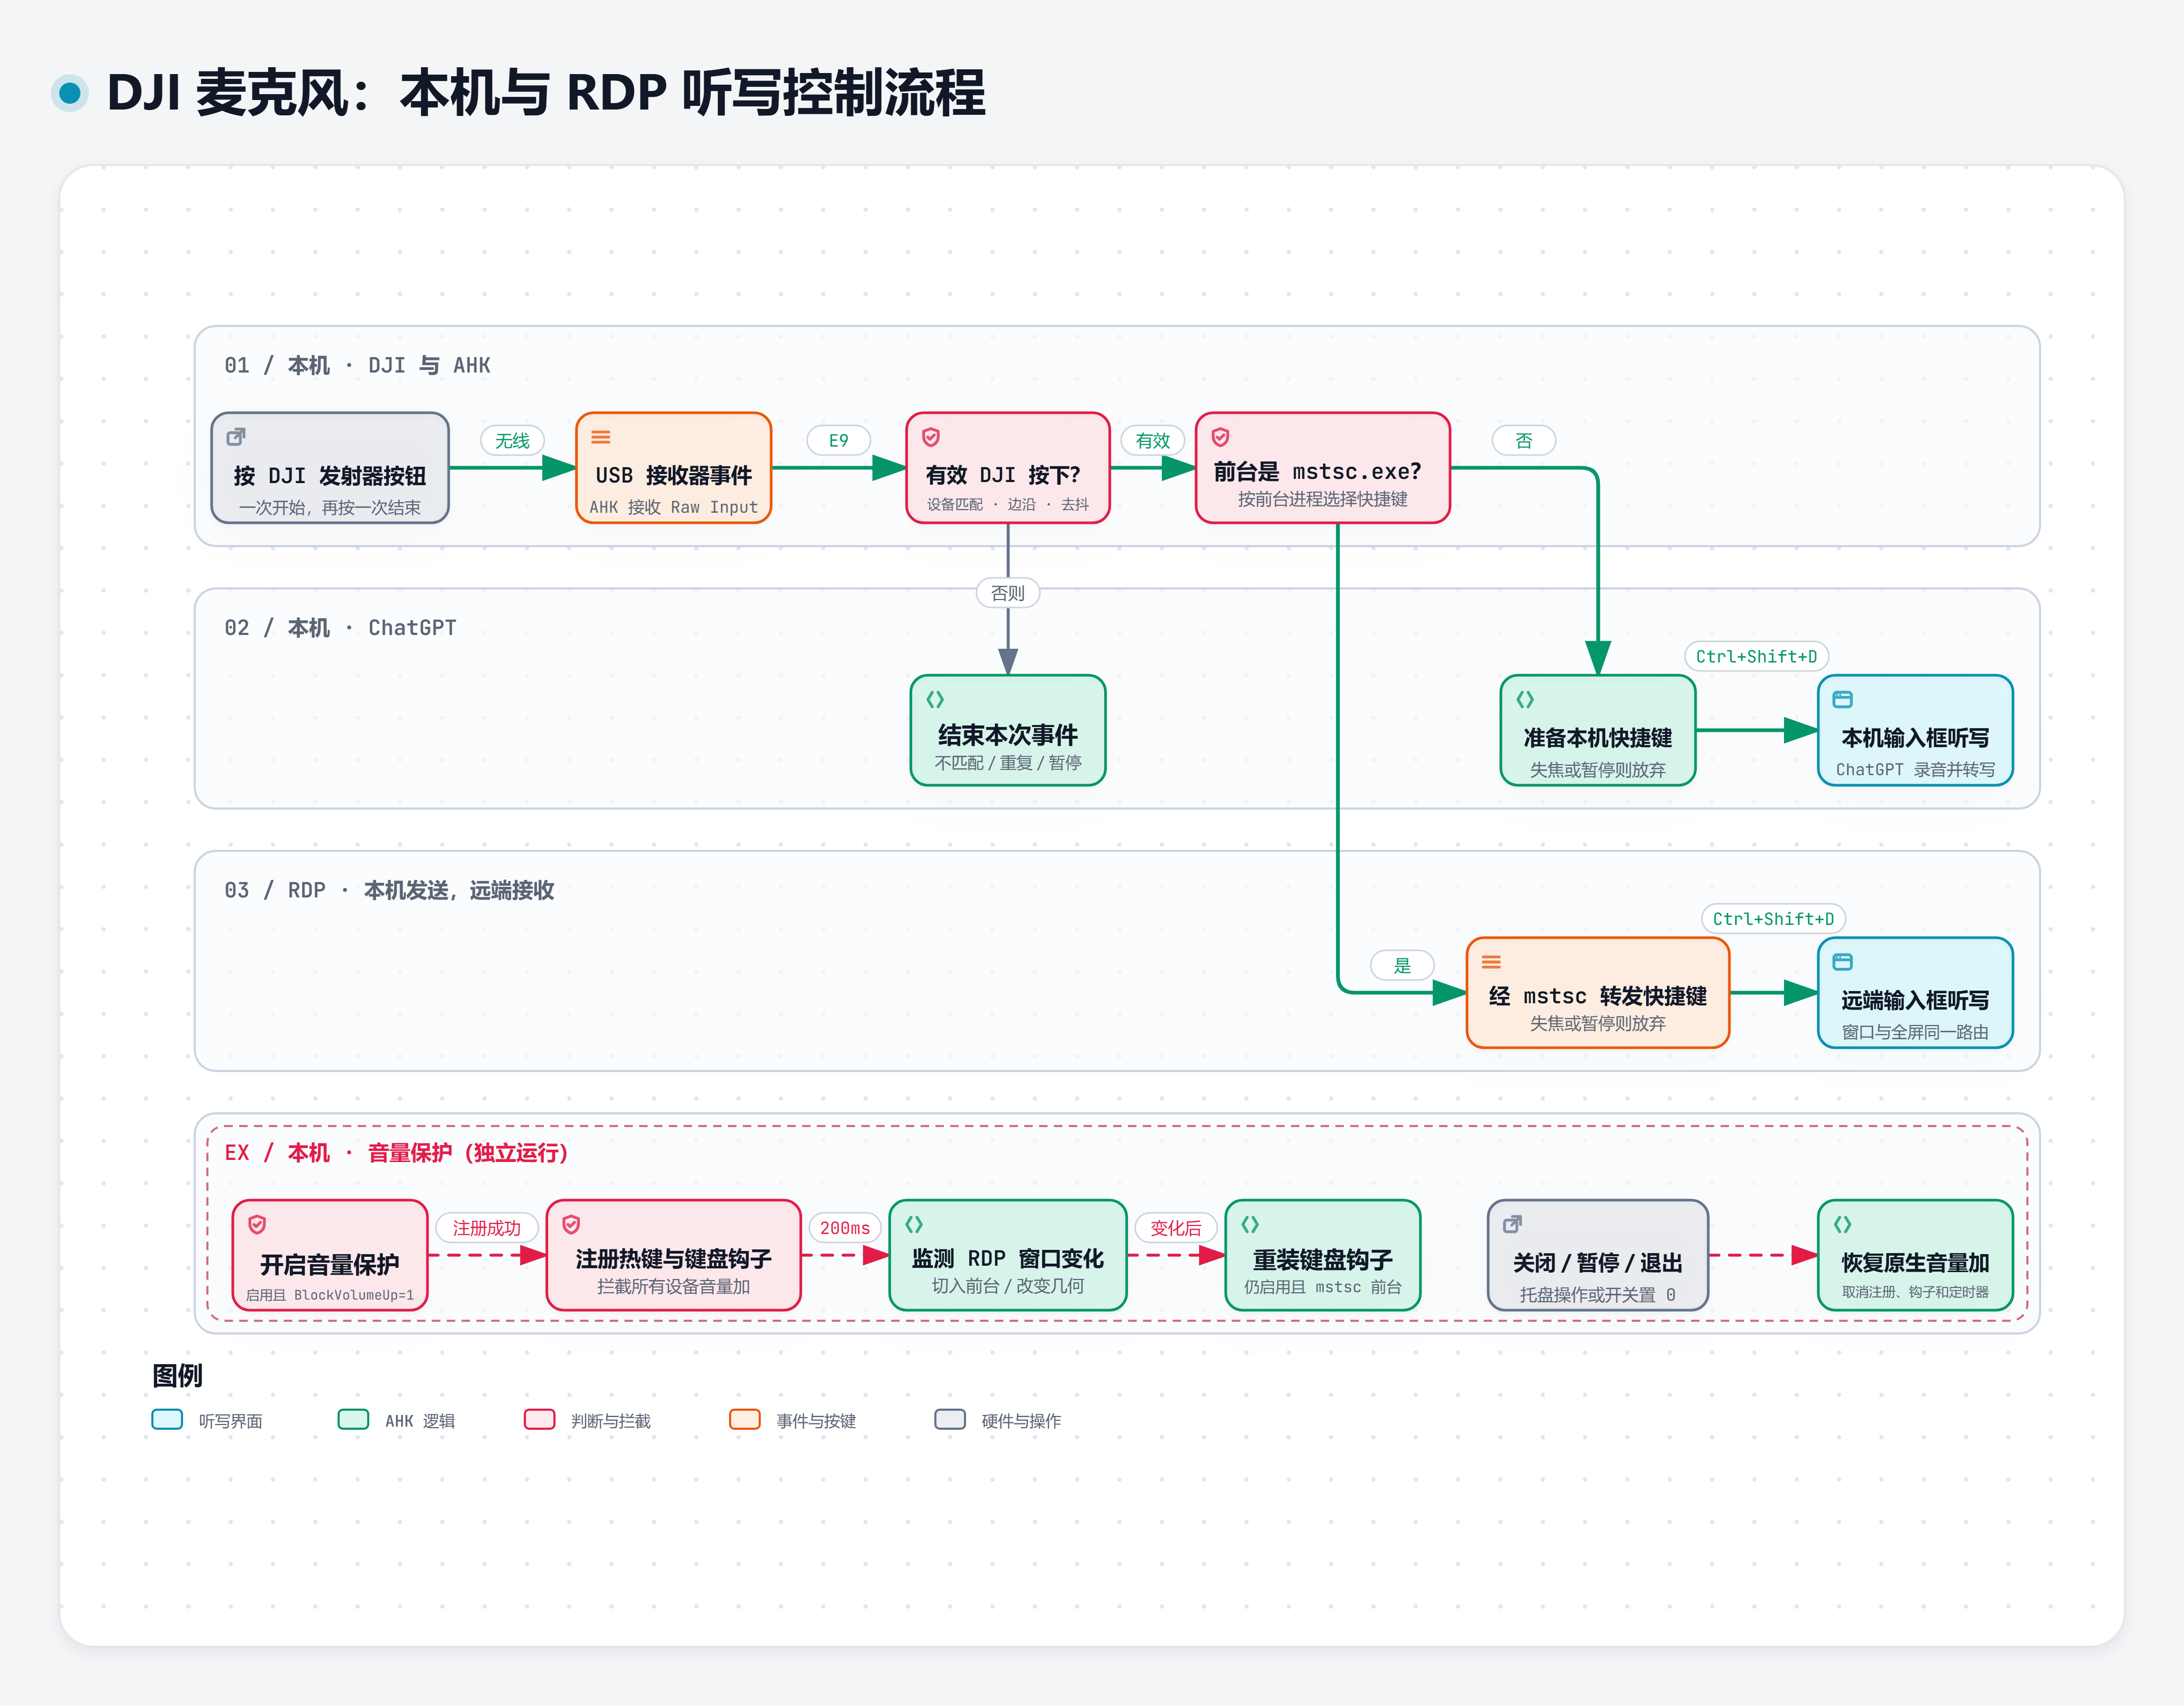 DJI 麦克风：本机与 RDP 听写控制流程
01 / 本机 · DJI 与 AHK
按 DJI 发射器按钮
一次开始，再按一次结束
无线
USB 接收器事件
AHK 接收 Raw Input
E9
有效 DJI 按下？
设备匹配 · 边沿 · 去抖
有效
前台是 mstsc.exe？
按前台进程选择快捷键
否
否则
02 / 本机 · ChatGPT
结束本次事件
不匹配 / 重复 / 暂停
准备本机快捷键
失焦或暂停则放弃
Ctrl+Shift+D
本机输入框听写
ChatGPT 录音并转写
03 / RDP · 本机发送，远端接收
是
经 mstsc 转发快捷键
失焦或暂停则放弃
Ctrl+Shift+D
远端输入框听写
窗口与全屏同一路由
EX / 本机 · 音量保护（独立运行）
开启音量保护
启用且 BlockVolumeUp=1
注册成功
注册热键与键盘钩子
拦截所有设备音量加
200ms
监测 RDP 窗口变化
切入前台 / 改变几何
变化后
重装键盘钩子
仍启用且 mstsc 前台
关闭 / 暂停 / 退出
托盘操作或开关置 0
恢复原生音量加
取消注册、钩子和定时器
图例
听写界面
AHK 逻辑
判断与拦截
事件与按键
硬件与操作